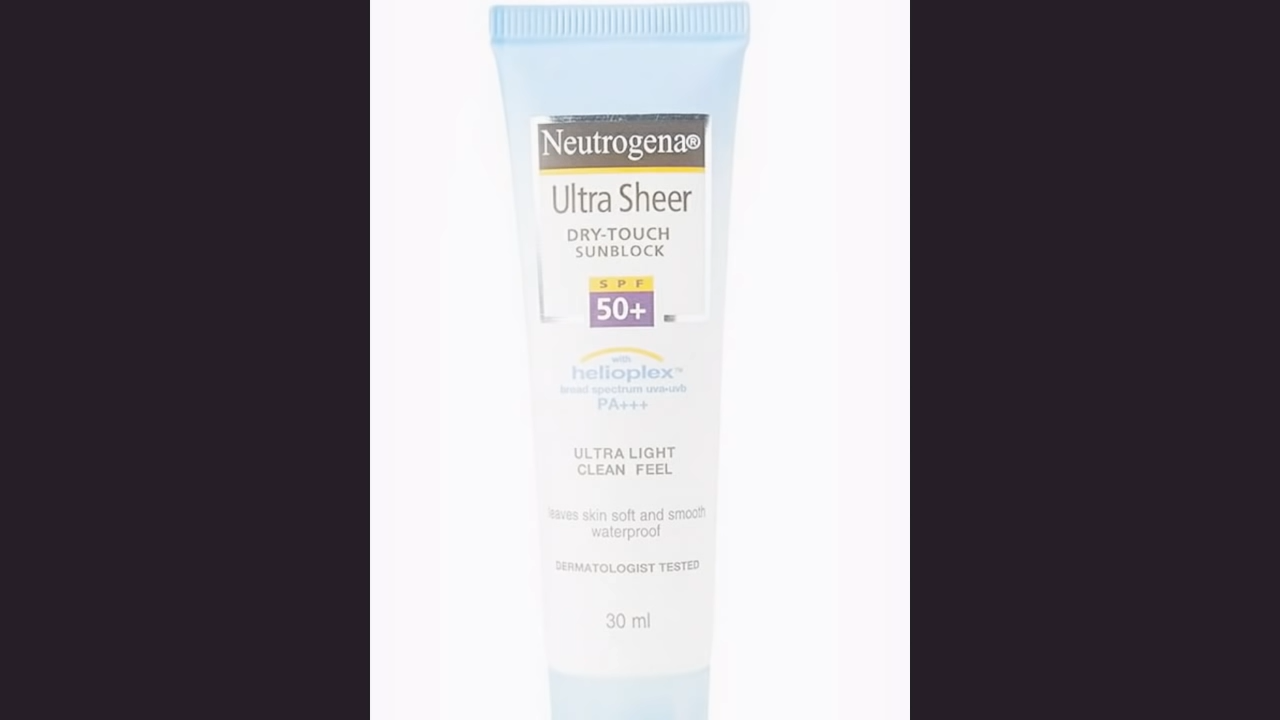 Neutrogena®
Ultra Sheer
DRY-TOUCH
SUNBLOCK
SPF
50+
with
helioplex™
broad spectrum uva•uvb
PA+++
ULTRA LIGHT
CLEAN FEEL
leaves skin soft and smooth
waterproof
DERMATOLOGIST TESTED
30 ml